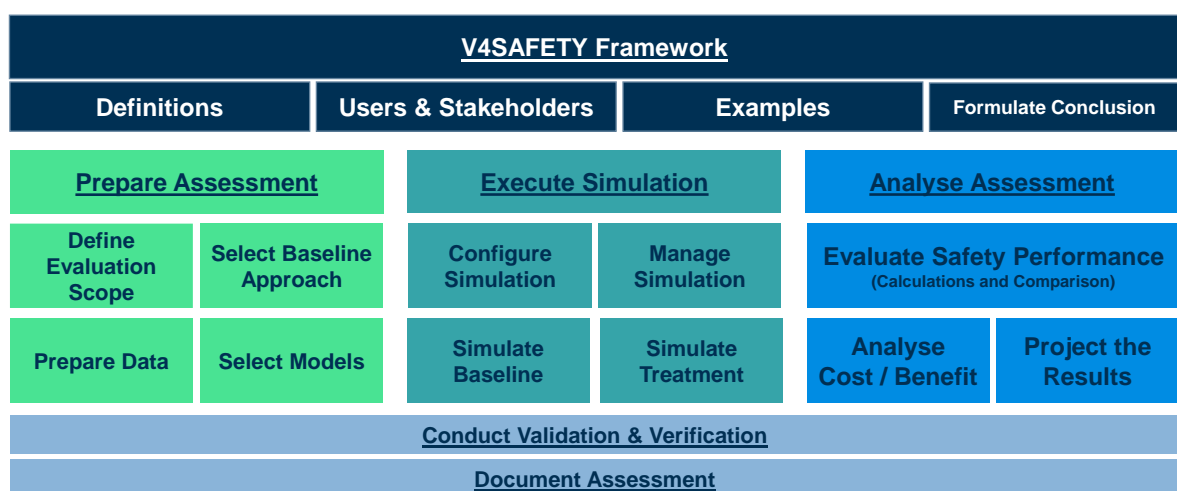 V4SAFETY Framework
Definitions
Users & Stakeholders
Examples
Formulate Conclusion
Prepare Assessment
Execute Simulation
Analyse Assessment
Define
Evaluation
Scope
Select Baseline
Approach
Configure
Simulation
Manage
Simulation
Evaluate Safety Performance
(Calculations and Comparison)
Prepare Data
Select Models
Simulate
Baseline
Simulate
Treatment
Analyse
Cost / Benefit
Project the
Results
Conduct Validation & Verification
Document Assessment